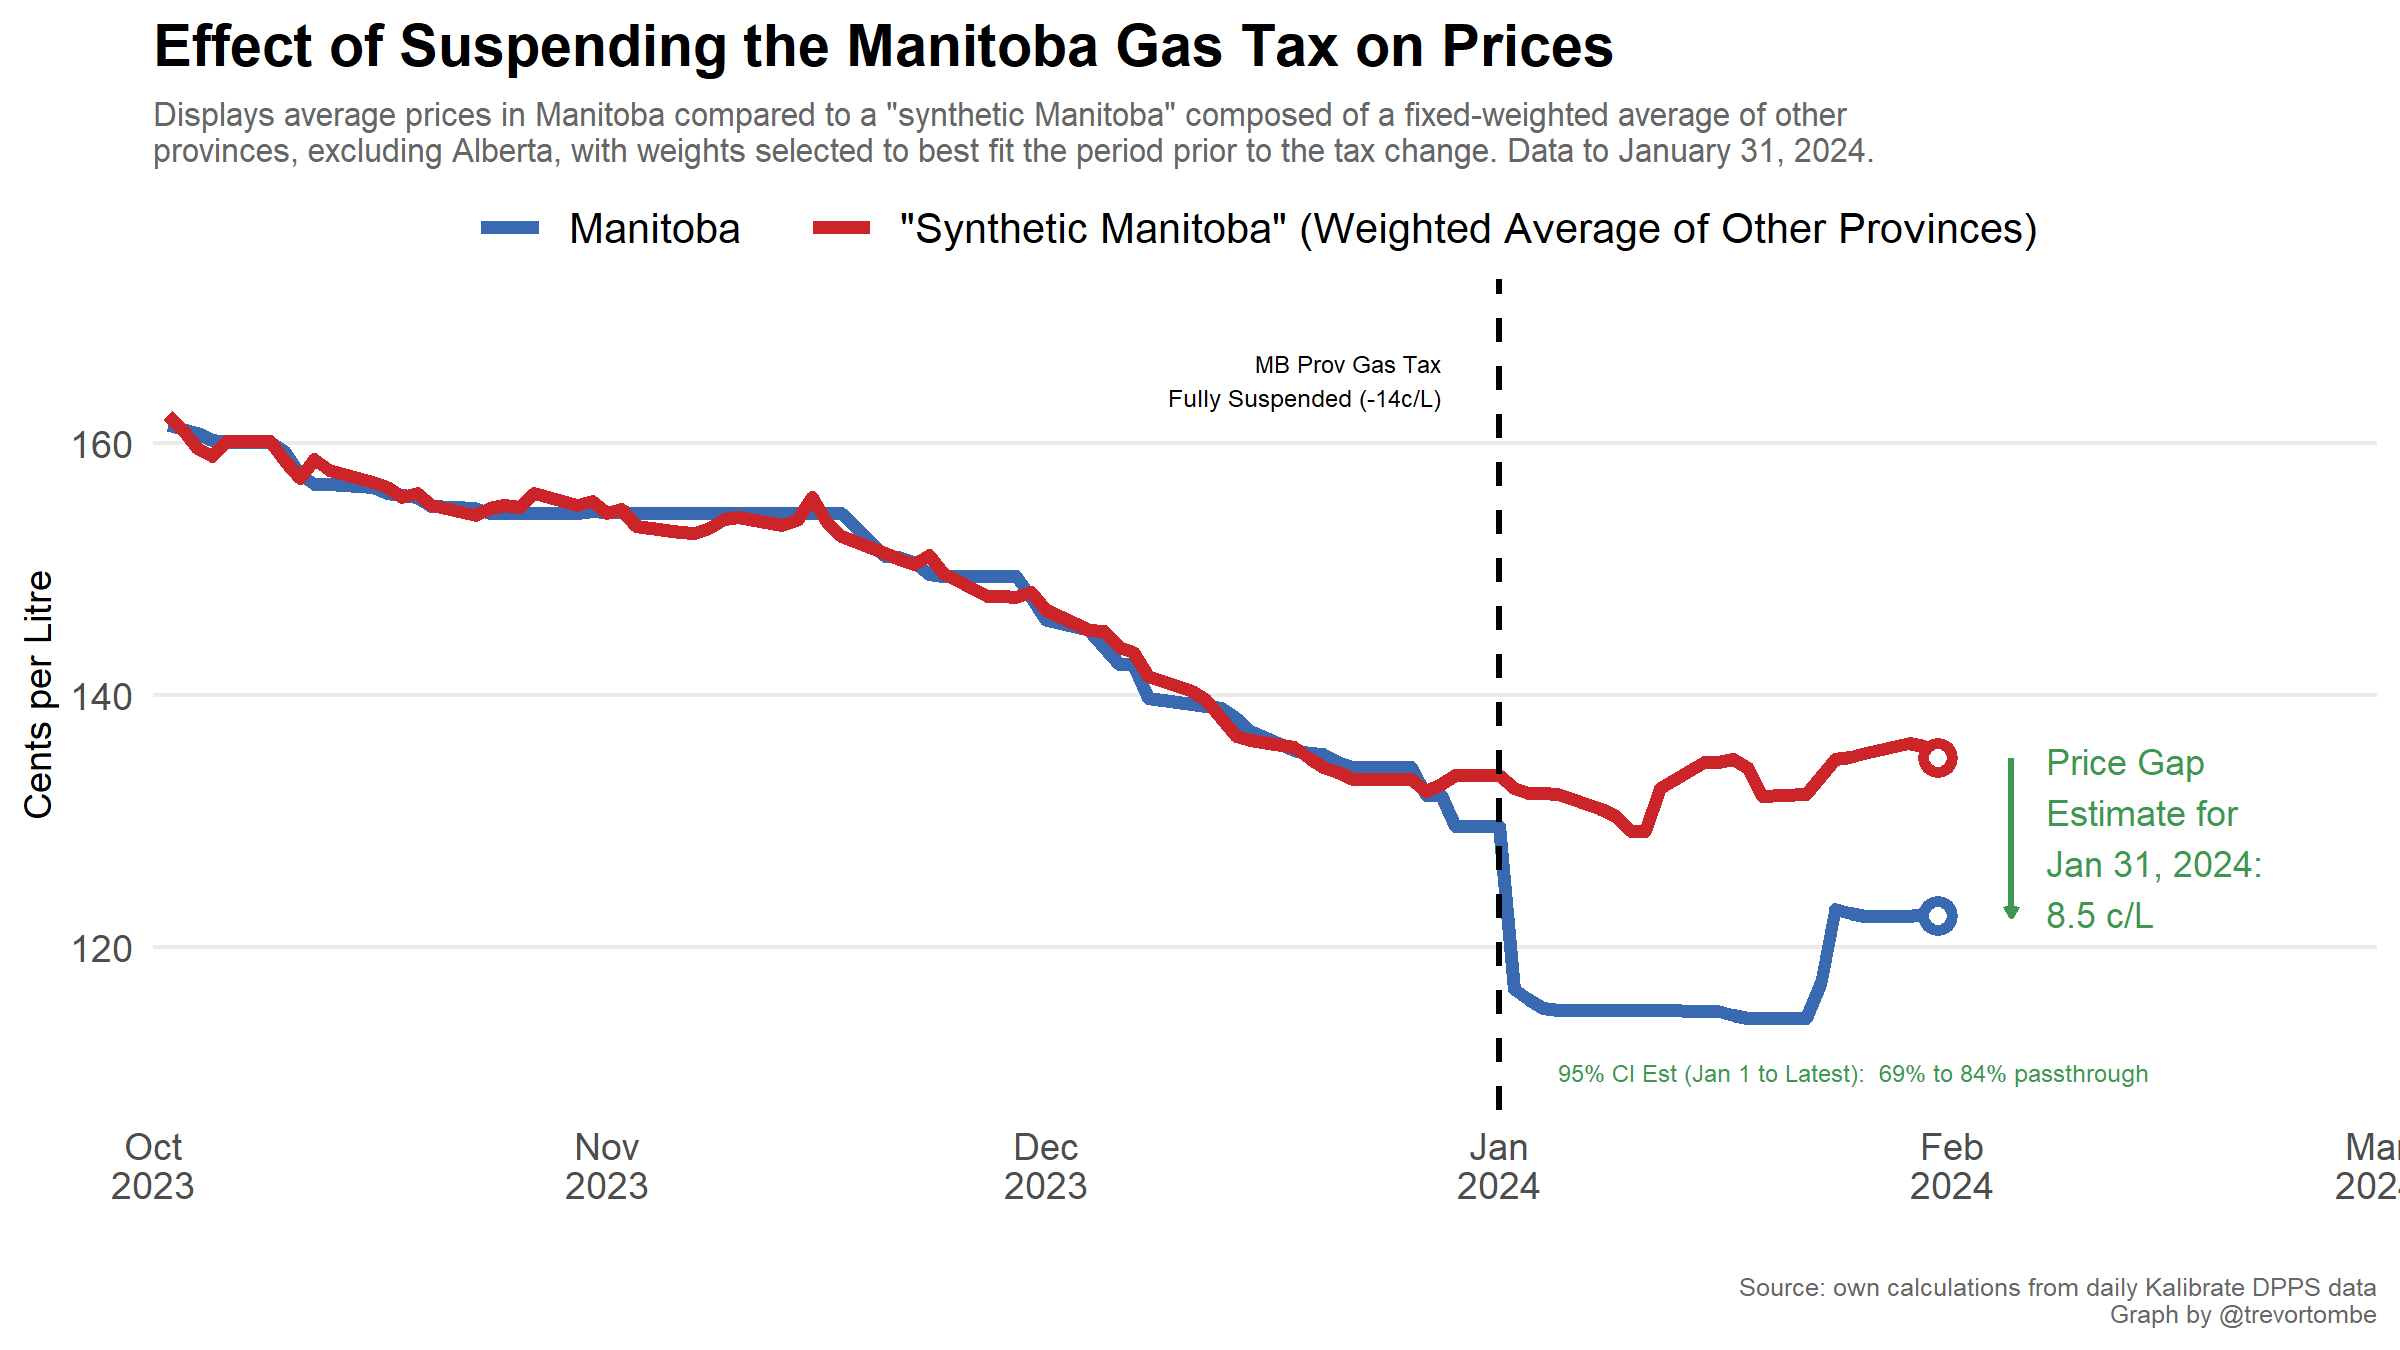 Effect of Suspending the Manitoba Gas Tax on Prices
Displays average prices in Manitoba compared to a "synthetic Manitoba" composed of a fixed-weighted average of other
provinces, excluding Alberta, with weights selected to best fit the period prior to the tax change. Data to January 31, 2024.
Manitoba
"Synthetic Manitoba" (Weighted Average of Other Provinces)
MB Prov Gas Tax
Fully Suspended (-14c/L)
160
140
120
Cents per Litre
Price Gap
Estimate for
Jan 31, 2024:
8.5 c/L
95% CI Est (Jan 1 to Latest):  69% to 84% passthrough
Oct
2023
Nov
2023
Dec
2023
Jan
2024
Feb
2024
Mar
2024
Source: own calculations from daily Kalibrate DPPS data
Graph by @trevortombe